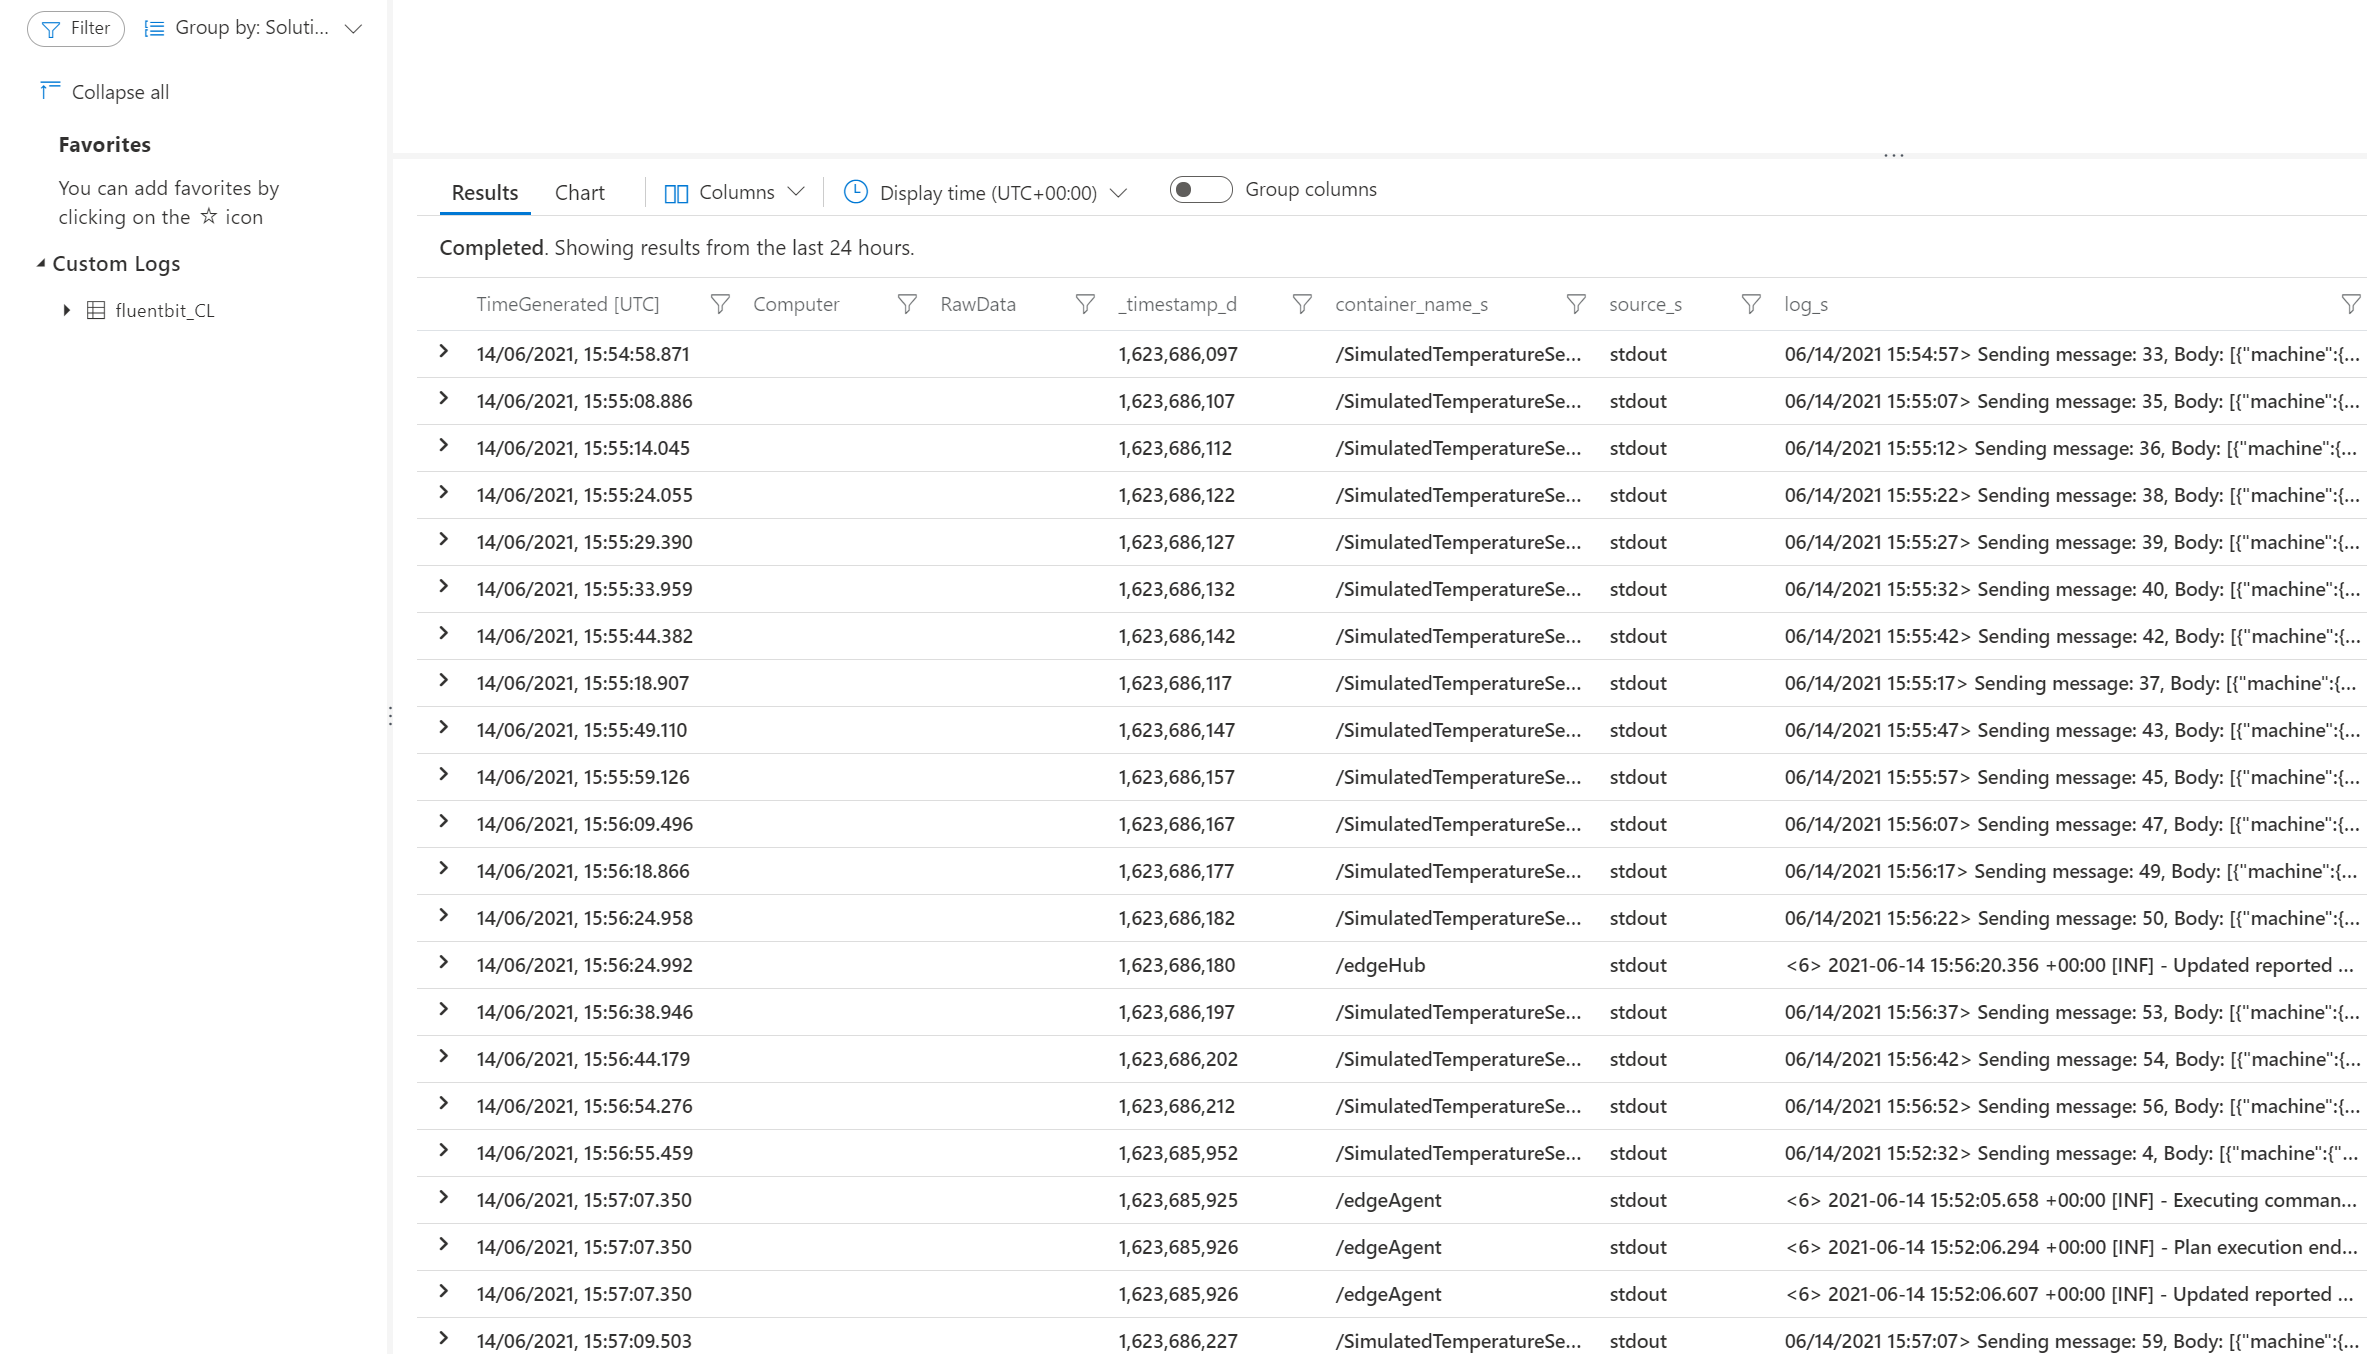 Filter Group by: Soluti...
Collapse all
Favorites
You can add favorites by
clicking on the ☆ icon
Custom Logs
fluentbit_CL
...
Results Chart Columns Display time (UTC+00:00) Group columns
Completed. Showing results from the last 24 hours.
TimeGenerated [UTC] Computer RawData _timestamp_d container_name_s source_s log_s
14/06/2021, 15:54:58.871 1,623,686,097 /SimulatedTemperatureSe... stdout 06/14/2021 15:54:57> Sending message: 33, Body: [{"machine":{...
14/06/2021, 15:55:08.886 1,623,686,107 /SimulatedTemperatureSe... stdout 06/14/2021 15:55:07> Sending message: 35, Body: [{"machine":{...
14/06/2021, 15:55:14.045 1,623,686,112 /SimulatedTemperatureSe... stdout 06/14/2021 15:55:12> Sending message: 36, Body: [{"machine":{...
14/06/2021, 15:55:24.055 1,623,686,122 /SimulatedTemperatureSe... stdout 06/14/2021 15:55:22> Sending message: 38, Body: [{"machine":{...
14/06/2021, 15:55:29.390 1,623,686,127 /SimulatedTemperatureSe... stdout 06/14/2021 15:55:27> Sending message: 39, Body: [{"machine":{...
14/06/2021, 15:55:33.959 1,623,686,132 /SimulatedTemperatureSe... stdout 06/14/2021 15:55:32> Sending message: 40, Body: [{"machine":{...
14/06/2021, 15:55:44.382 1,623,686,142 /SimulatedTemperatureSe... stdout 06/14/2021 15:55:42> Sending message: 42, Body: [{"machine":{...
14/06/2021, 15:55:18.907 1,623,686,117 /SimulatedTemperatureSe... stdout 06/14/2021 15:55:17> Sending message: 37, Body: [{"machine":{...
14/06/2021, 15:55:49.110 1,623,686,147 /SimulatedTemperatureSe... stdout 06/14/2021 15:55:47> Sending message: 43, Body: [{"machine":{...
14/06/2021, 15:55:59.126 1,623,686,157 /SimulatedTemperatureSe... stdout 06/14/2021 15:55:57> Sending message: 45, Body: [{"machine":{...
14/06/2021, 15:56:09.496 1,623,686,167 /SimulatedTemperatureSe... stdout 06/14/2021 15:56:07> Sending message: 47, Body: [{"machine":{...
14/06/2021, 15:56:18.866 1,623,686,177 /SimulatedTemperatureSe... stdout 06/14/2021 15:56:17> Sending message: 49, Body: [{"machine":{...
14/06/2021, 15:56:24.958 1,623,686,182 /SimulatedTemperatureSe... stdout 06/14/2021 15:56:22> Sending message: 50, Body: [{"machine":{...
14/06/2021, 15:56:24.992 1,623,686,180 /edgeHub stdout <6> 2021-06-14 15:56:20.356 +00:00 [INF] - Updated reported ...
14/06/2021, 15:56:38.946 1,623,686,197 /SimulatedTemperatureSe... stdout 06/14/2021 15:56:37> Sending message: 53, Body: [{"machine":{...
14/06/2021, 15:56:44.179 1,623,686,202 /SimulatedTemperatureSe... stdout 06/14/2021 15:56:42> Sending message: 54, Body: [{"machine":{...
14/06/2021, 15:56:54.276 1,623,686,212 /SimulatedTemperatureSe... stdout 06/14/2021 15:56:52> Sending message: 56, Body: [{"machine":{...
14/06/2021, 15:56:55.459 1,623,685,952 /SimulatedTemperatureSe... stdout 06/14/2021 15:52:32> Sending message: 4, Body: [{"machine":{"...
14/06/2021, 15:57:07.350 1,623,685,925 /edgeAgent stdout <6> 2021-06-14 15:52:05.658 +00:00 [INF] - Executing comman...
14/06/2021, 15:57:07.350 1,623,685,926 /edgeAgent stdout <6> 2021-06-14 15:52:06.294 +00:00 [INF] - Plan execution end...
14/06/2021, 15:57:07.350 1,623,685,926 /edgeAgent stdout <6> 2021-06-14 15:52:06.607 +00:00 [INF] - Updated reported ...
14/06/2021, 15:57:09.503 1,623,686,227 /SimulatedTemperatureSe... stdout 06/14/2021 15:57:07> Sending message: 59, Body: [{"machine":{...